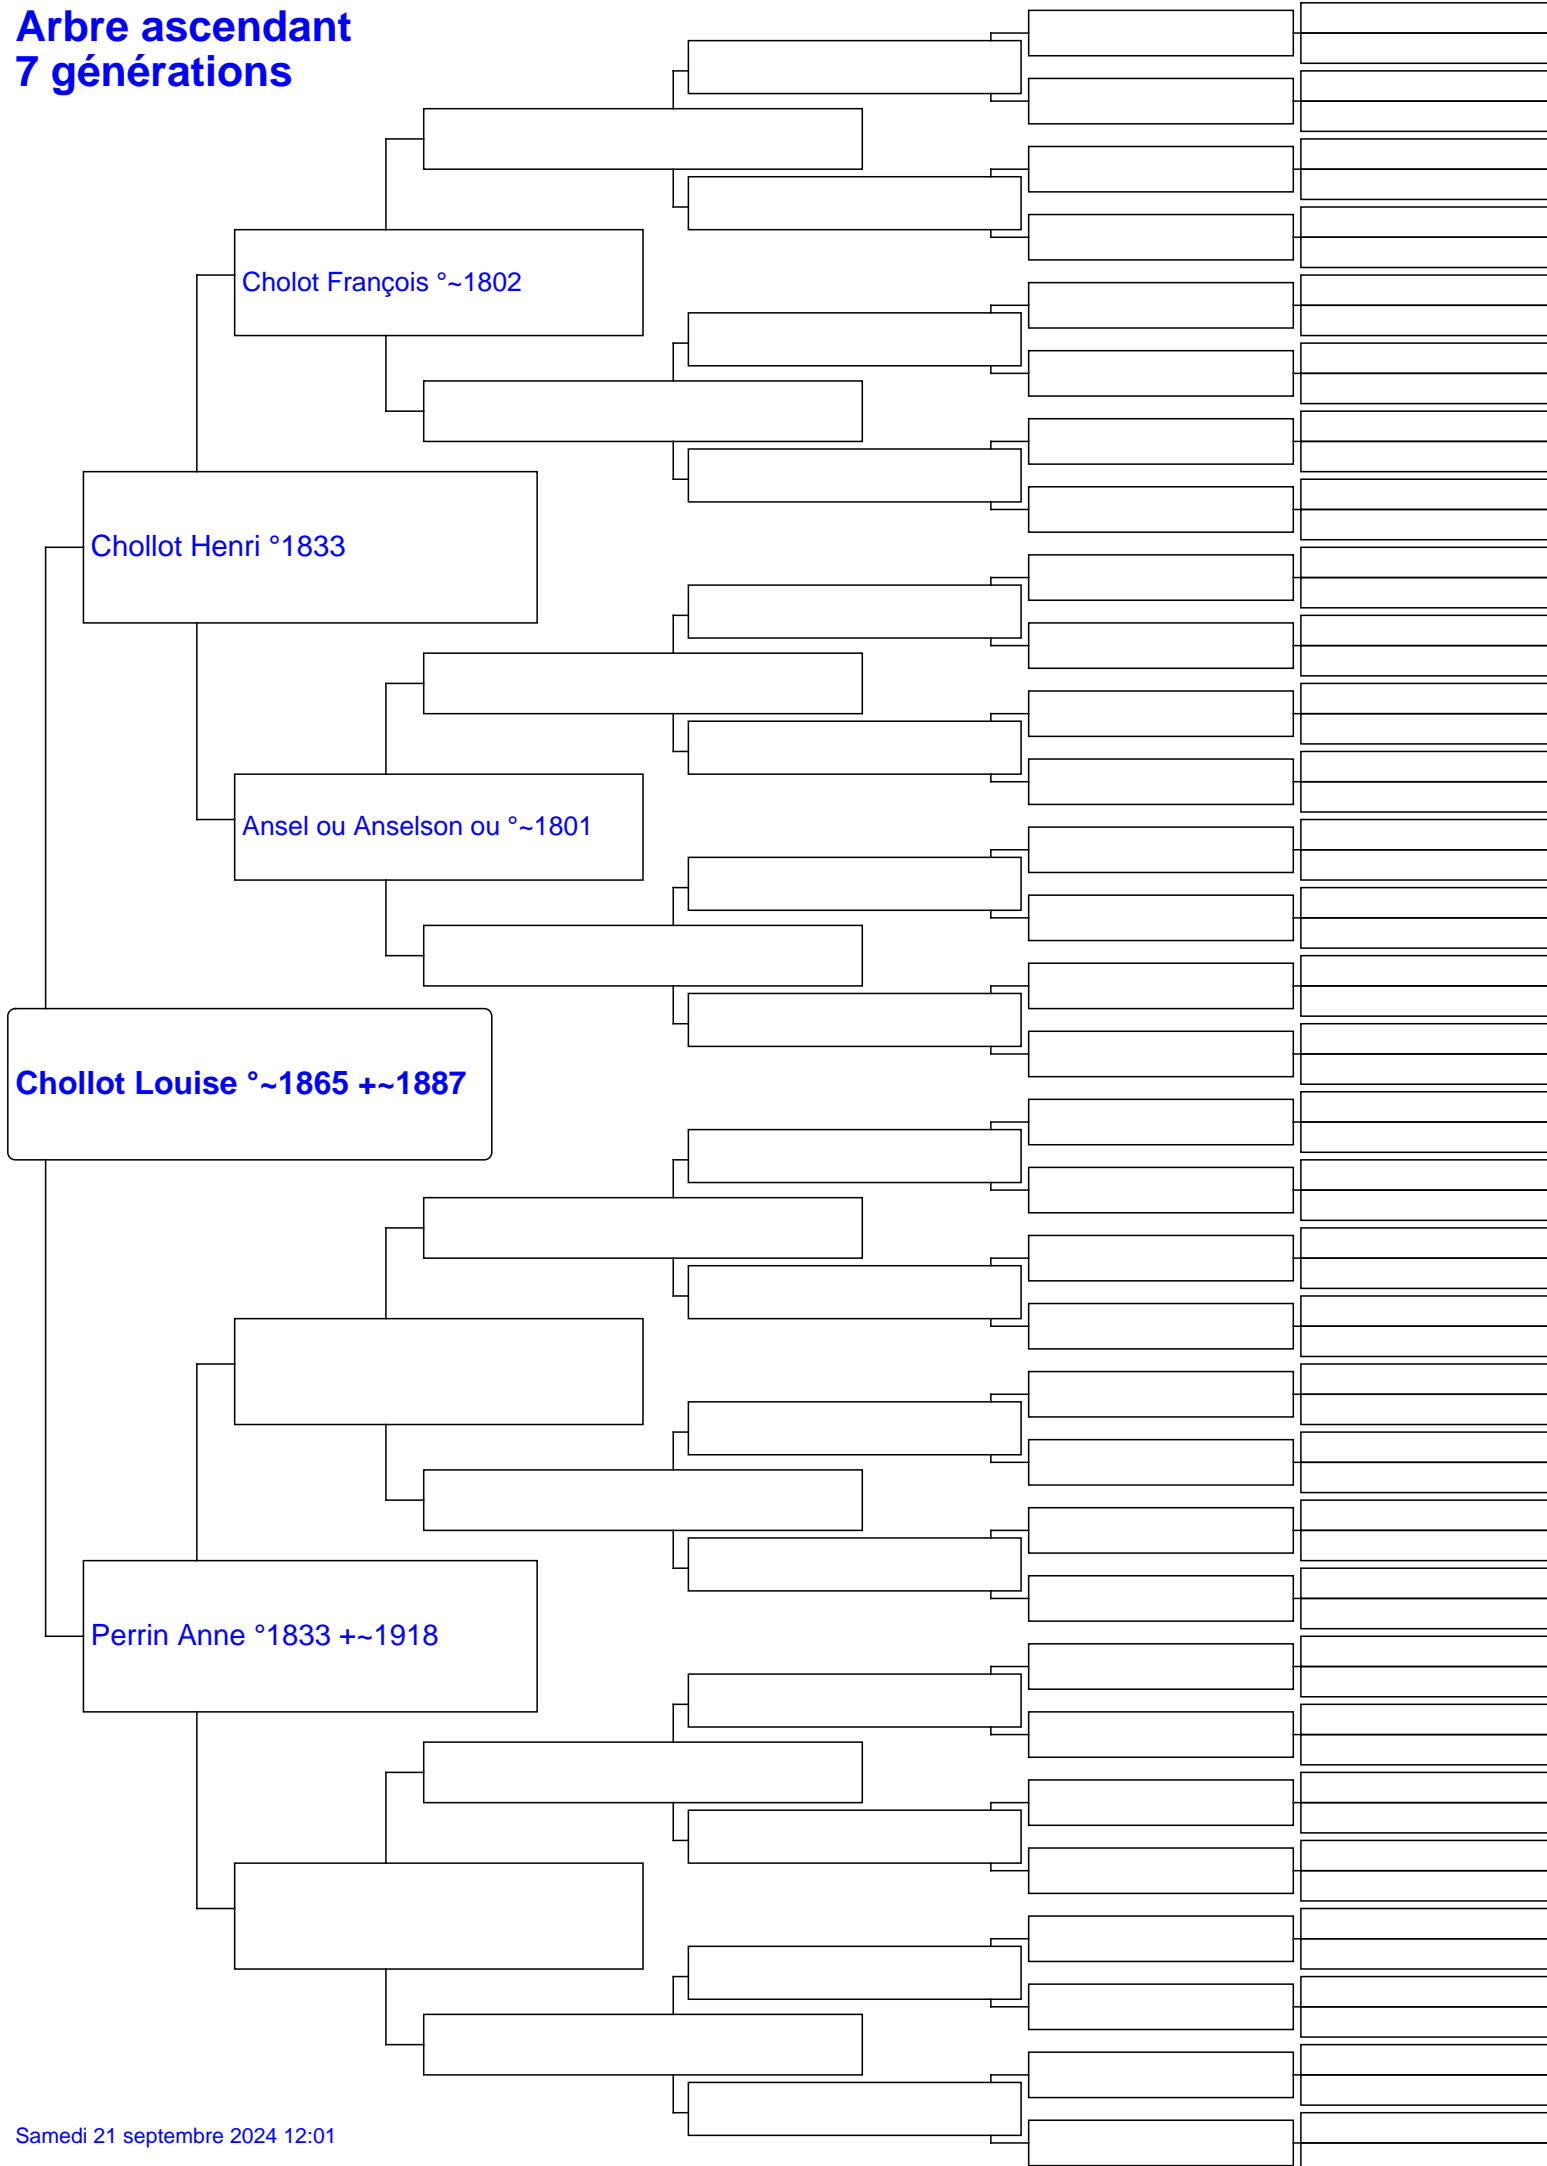 Arbre ascendant
7 générations
Cholot François °~1802
Chollot Henri °1833
Ansel ou Anselson ou °~1801
Chollot Louise °~1865 +~1887
Perrin Anne °1833 +~1918
Samedi 21 septembre 2024 12:01